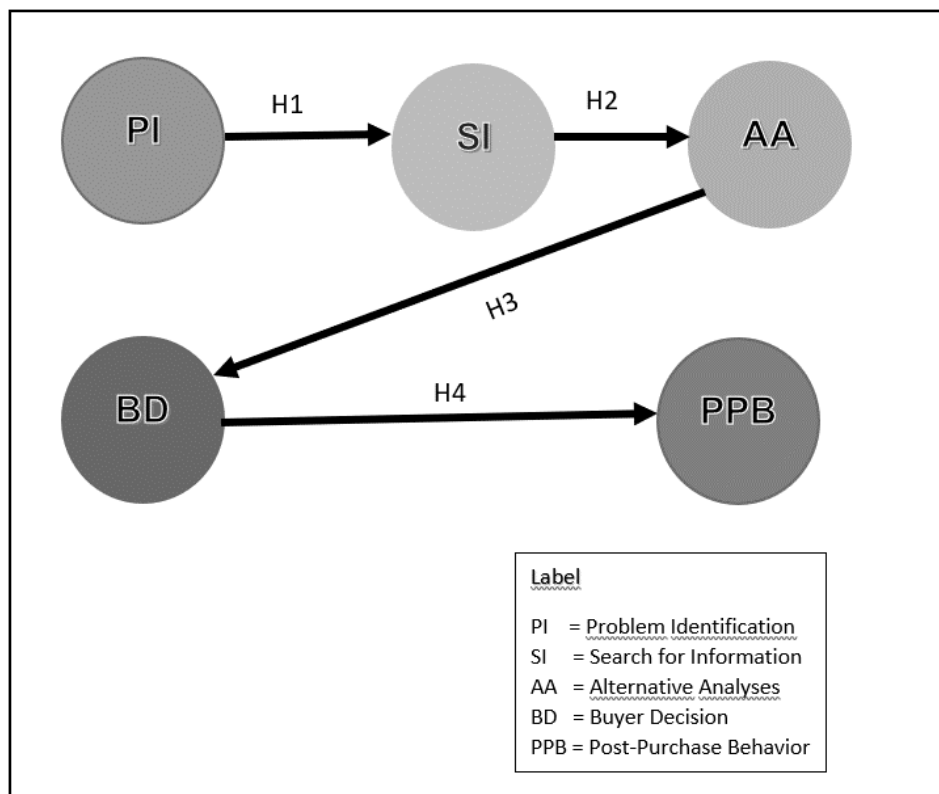 PI
H1
SI
H2
AA
H3
BD
H4
PPB
Label
PI = Problem Identification
SI = Search for Information
AA = Alternative Analyses
BD = Buyer Decision
PPB = Post-Purchase Behavior